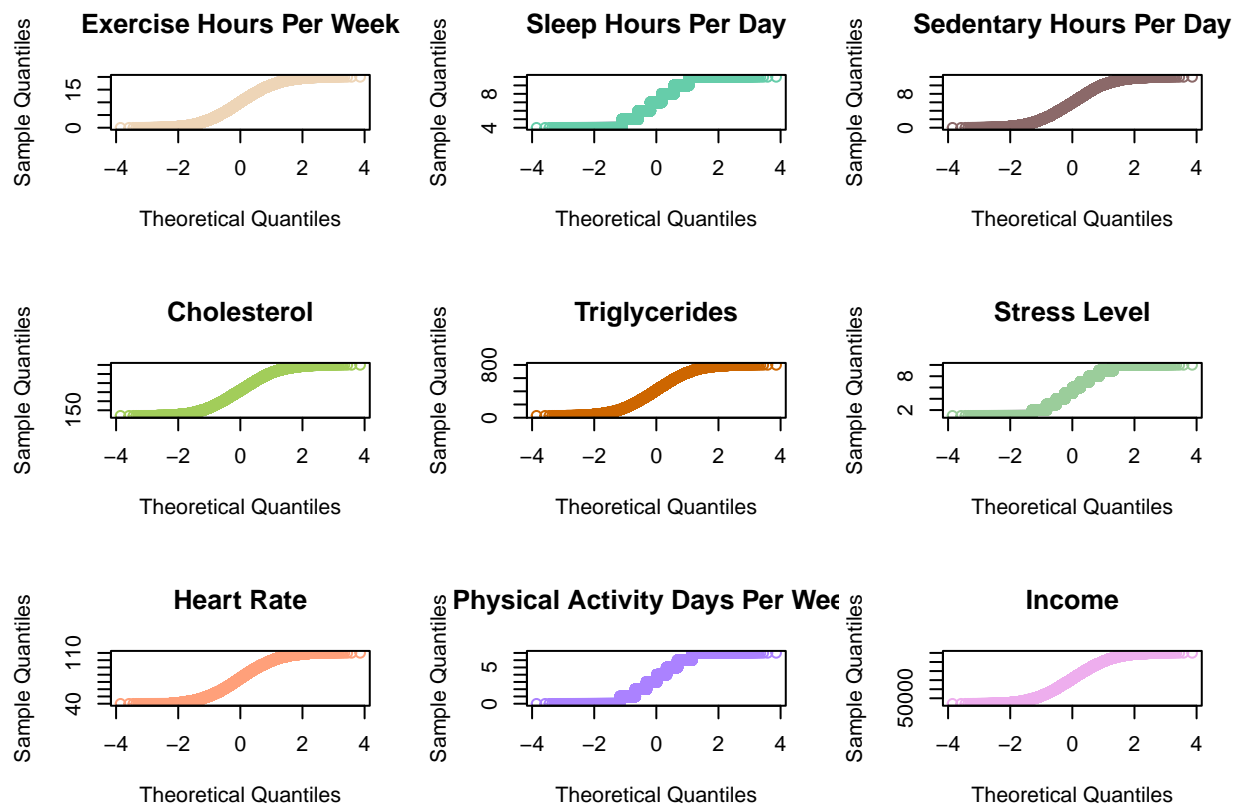 Exercise Hours Per Week
Sample Quantiles
0 15
−4 −2 0 2 4
Theoretical Quantiles
Sleep Hours Per Day
Sample Quantiles
4 8
−4 −2 0 2 4
Theoretical Quantiles
Sedentary Hours Per Day
Sample Quantiles
0 8
−4 −2 0 2 4
Theoretical Quantiles
Cholesterol
Sample Quantiles
150
−4 −2 0 2 4
Theoretical Quantiles
Triglycerides
Sample Quantiles
0 800
−4 −2 0 2 4
Theoretical Quantiles
Stress Level
Sample Quantiles
2 8
−4 −2 0 2 4
Theoretical Quantiles
Heart Rate
Sample Quantiles
40 110
−4 −2 0 2 4
Theoretical Quantiles
Physical Activity Days Per Wee
Sample Quantiles
0 5
−4 −2 0 2 4
Theoretical Quantiles
Income
Sample Quantiles
50000
−4 −2 0 2 4
Theoretical Quantiles